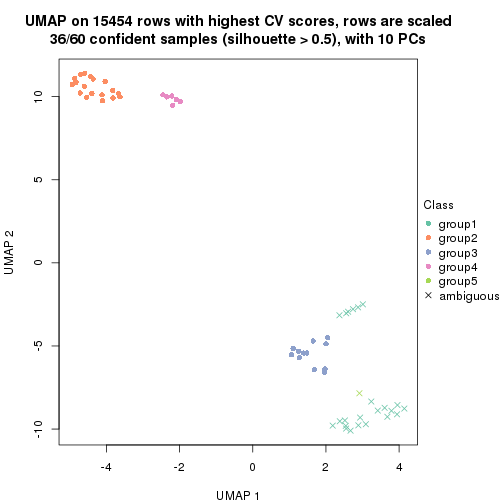 UMAP on 15454 rows with highest CV scores, rows are scaled
36/60 confident samples (silhouette > 0.5), with 10 PCs
10
5
0
-5
-10
UMAP 2
-4
-2
0
2
4
UMAP 1
Class
group1
group2
group3
group4
group5
ambiguous